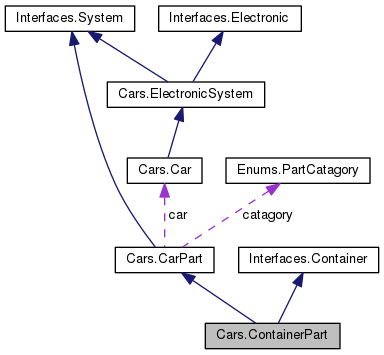 Interfaces.System
Interfaces.Electronic
Cars.ElectronicSystem
Cars.Car
Enums.PartCatagory
car
catagory
Cars.CarPart
Interfaces.Container
Cars.ContainerPart